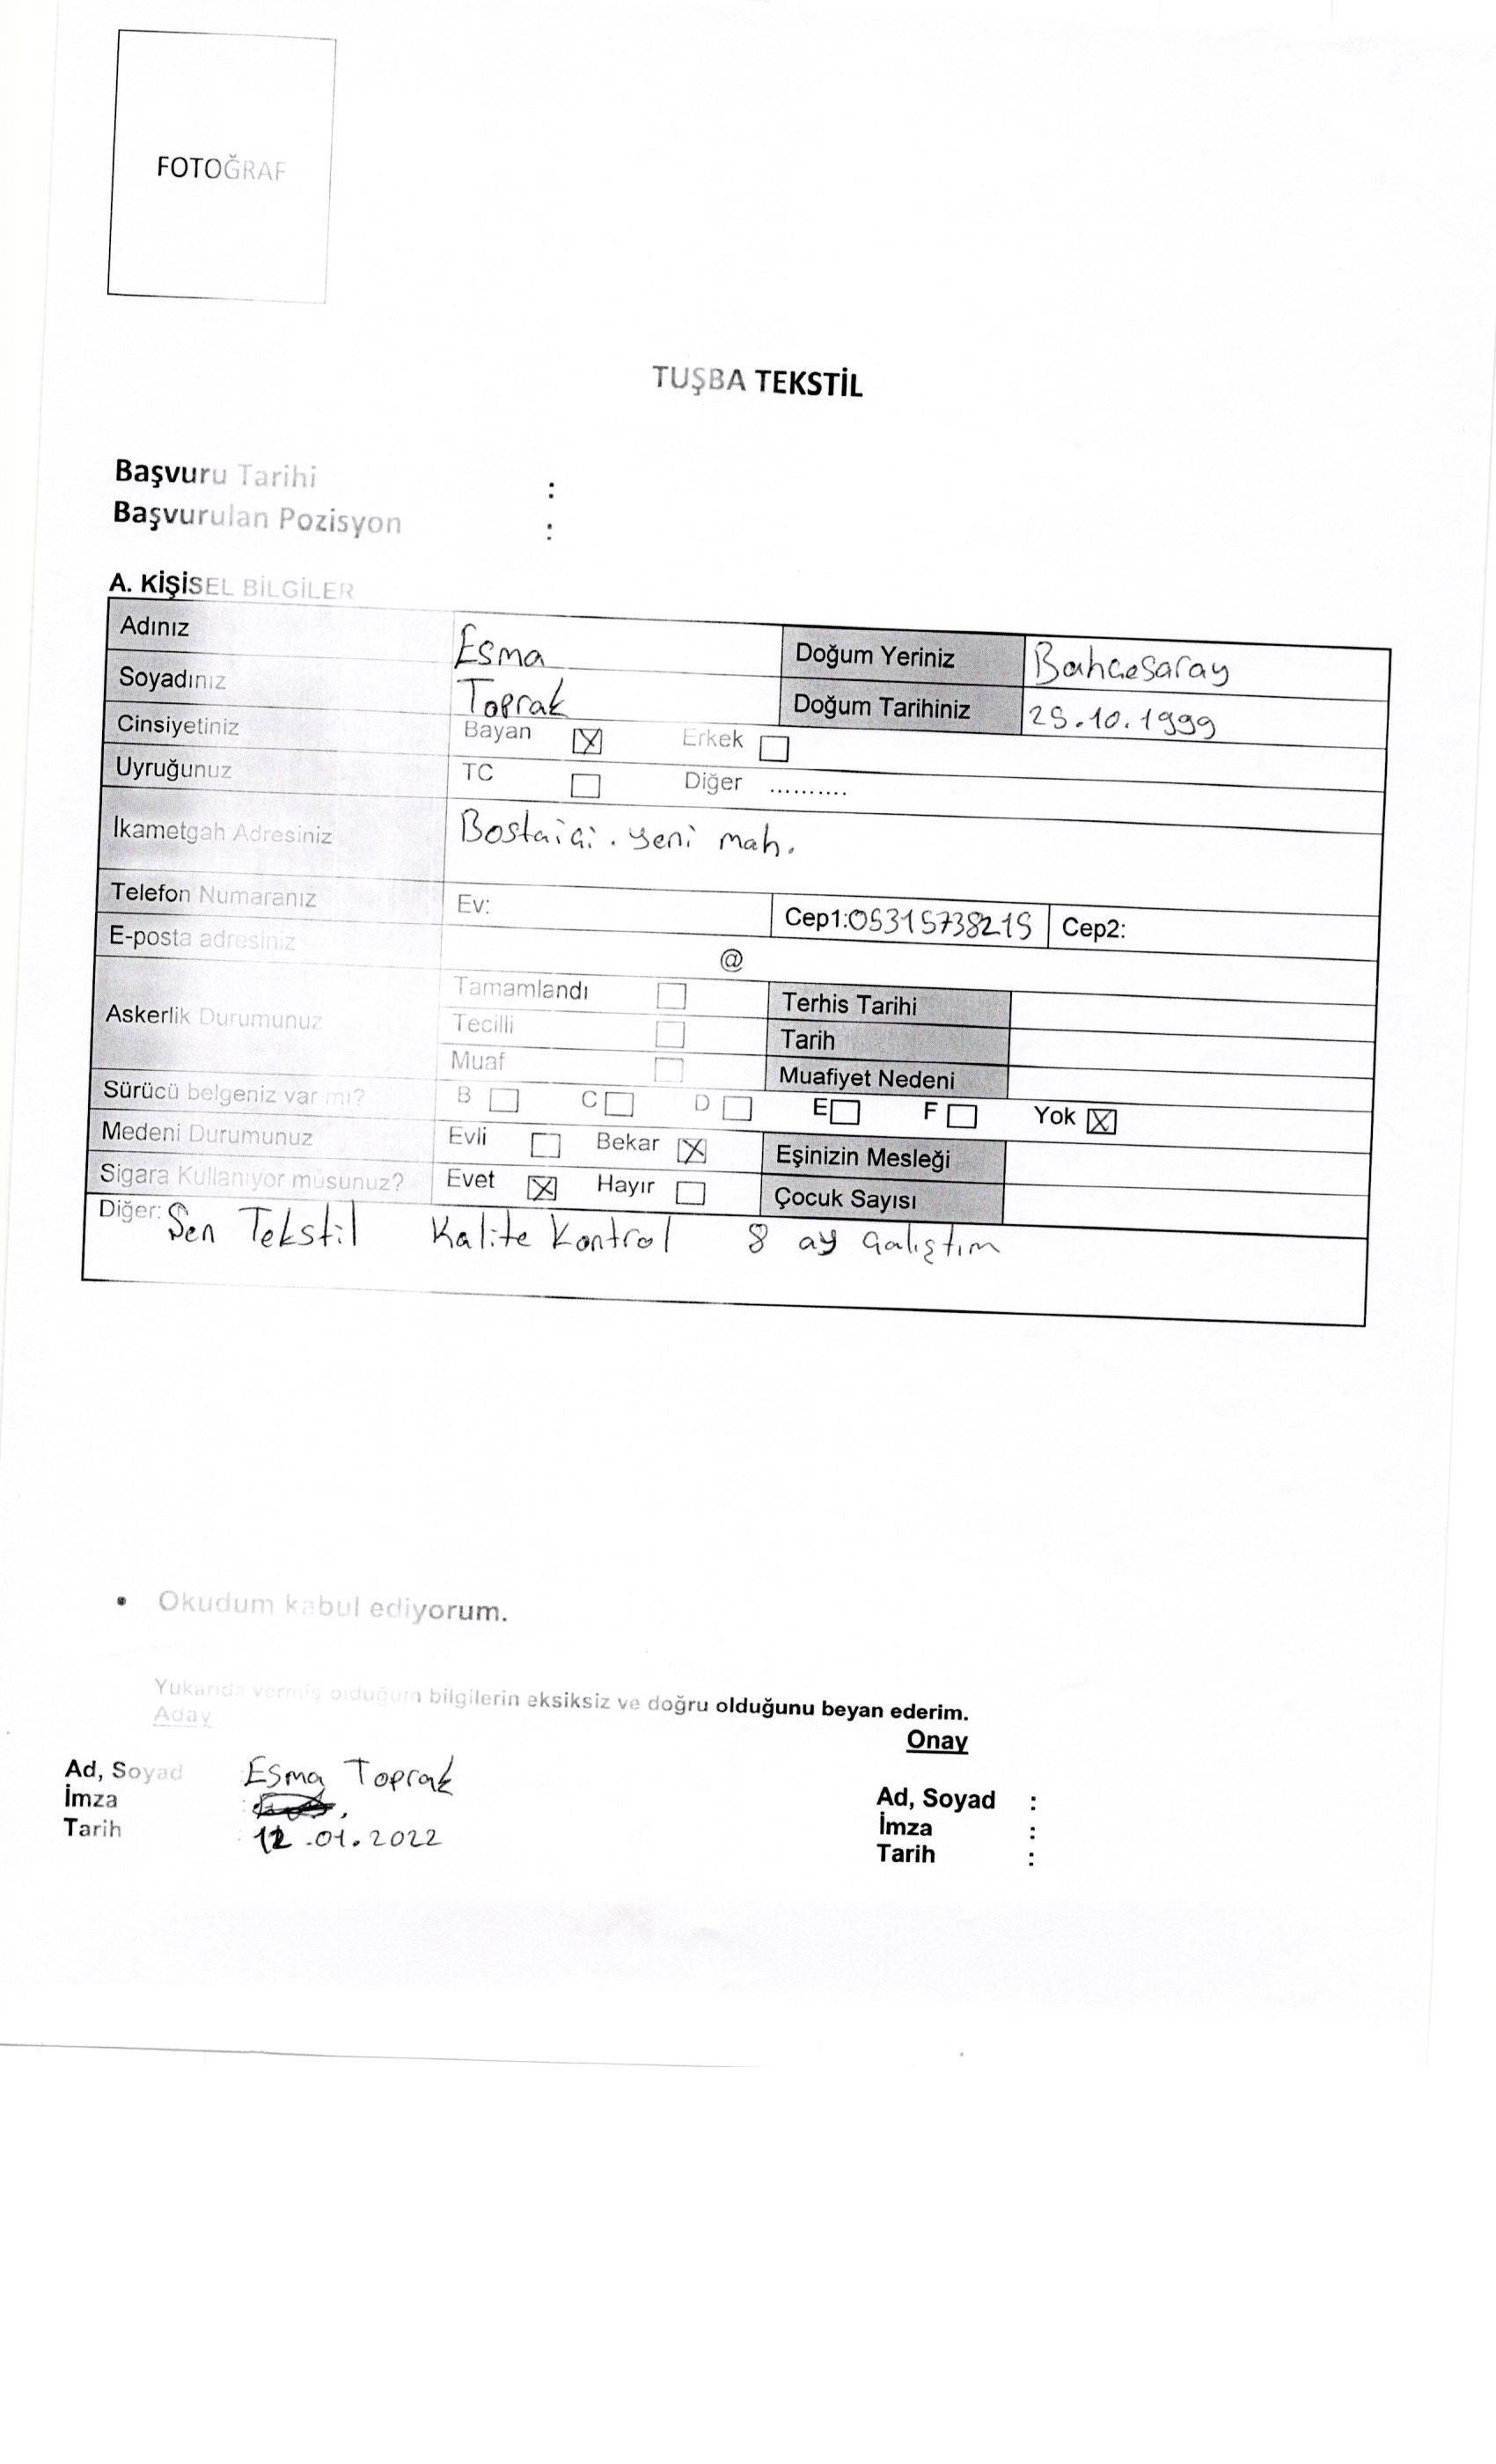 FOTOĞRAF
TUŞBA TEKSTİL
Başvuru Tarihi :
Başvurulan Pozisyon :
A. KİŞİSEL BİLGİLER
Adınız Esma Doğum Yeriniz Bahcesaray
Soyadınız Toprak Doğum Tarihiniz 25.10.1999
Cinsiyetiniz Bayan ☒ Erkek ☐
Uyruğunuz TC ☐ Diğer ..........
İkametgah Adresiniz Bostaiçi. yeni mah.
Telefon Numaranız Ev: Cep1:05315738215 Cep2:
E-posta adresiniz @
Askerlik Durumunuz Tamamlandı ☐ Terhis Tarihi
Tecilli ☐ Tarih
Muaf ☐ Muafiyet Nedeni
Sürücü belgeniz var mı? B ☐ C ☐ D ☐ E ☐ F ☐ Yok ☒
Medeni Durumunuz Evli ☐ Bekar ☒ Eşinizin Mesleği
Sigara Kullanıyor musunuz? Evet ☒ Hayır ☐ Çocuk Sayısı
Diğer: Sen Tekstil Kalite Kontrol 8 ay çalıştım
• Okudum kabul ediyorum.
Yukarıda vermiş olduğum bilgilerin eksiksiz ve doğru olduğunu beyan ederim.
Aday Onay
Ad, Soyad Esma Toprak Ad, Soyad :
İmza : İmza :
Tarih : 12.01.2022 Tarih :